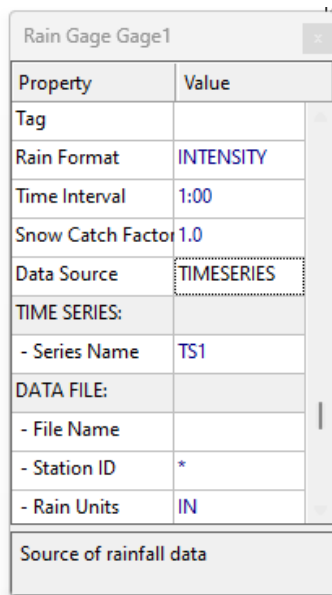 Rain Gage Gage1
Property Value
Tag
Rain Format INTENSITY
Time Interval 1:00
Snow Catch Factor 1.0
Data Source TIMESERIES
TIME SERIES:
- Series Name TS1
DATA FILE:
- File Name
- Station ID *
- Rain Units IN
Source of rainfall data